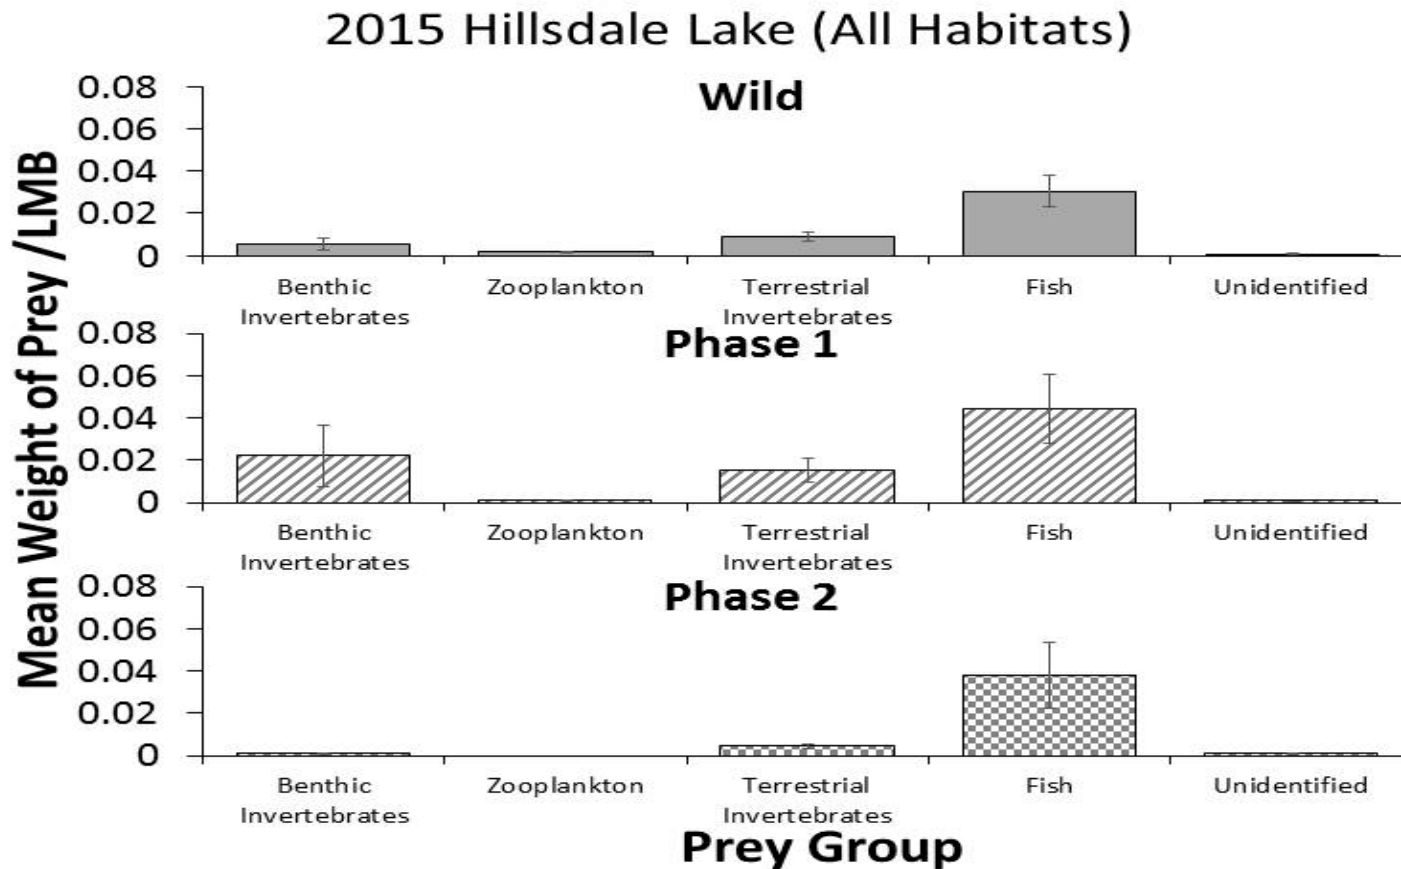 2015 Hillsdale Lake (All Habitats)
Mean Weight of Prey /LMB
Wild
0.08
0.06
0.04
0.02
0
Benthic Zooplankton Terrestrial Fish Unidentified
Invertebrates Invertebrates
Phase 1
0.08
0.06
0.04
0.02
0
Benthic Zooplankton Terrestrial Fish Unidentified
Invertebrates Invertebrates
Phase 2
0.08
0.06
0.04
0.02
0
Benthic Zooplankton Terrestrial Fish Unidentified
Invertebrates Invertebrates
Prey Group